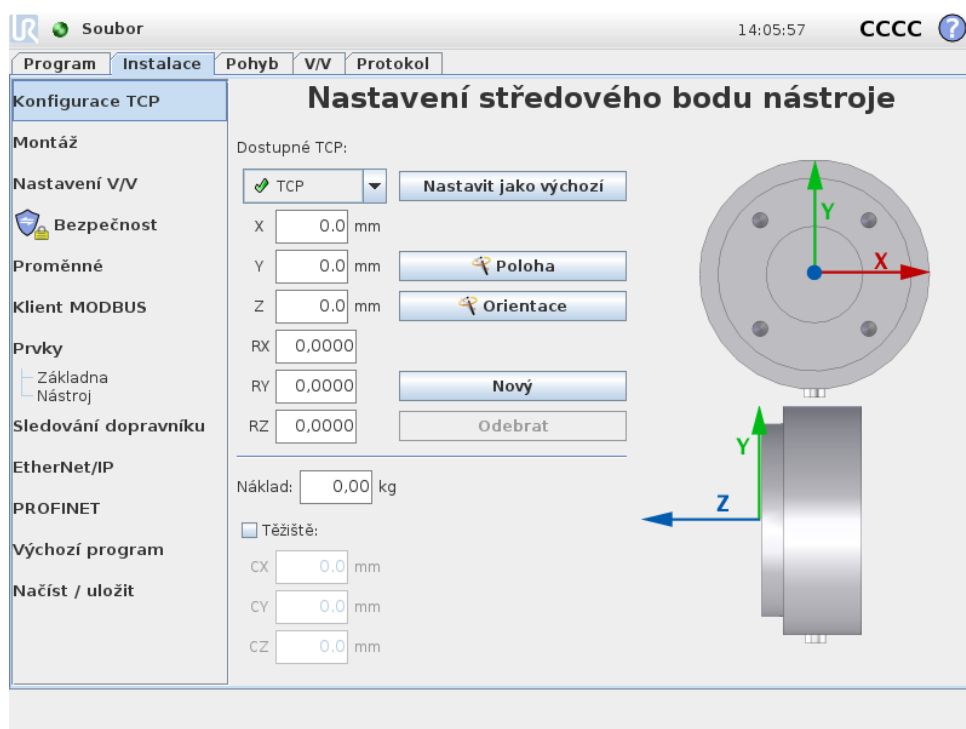 UR Soubor 14:05:57 CCCC ?
Program Instalace Pohyb V/V Protokol
Konfigurace TCP
Montáž
Nastavení V/V
Bezpečnost
Proměnné
Klient MODBUS
Prvky
Základna
Nástroj
Sledování dopravníku
EtherNet/IP
PROFINET
Výchozí program
Načíst / uložit
Nastavení středového bodu nástroje
Dostupné TCP:
TCP Nastavit jako výchozí
X 0.0 mm
Y 0.0 mm Poloha
Z 0.0 mm Orientace
RX 0,0000
RY 0,0000 Nový
RZ 0,0000 Odebrat
Náklad: 0,00 kg
Těžiště:
CX 0.0 mm
CY 0.0 mm
CZ 0.0 mm
Y
X
Y
Z